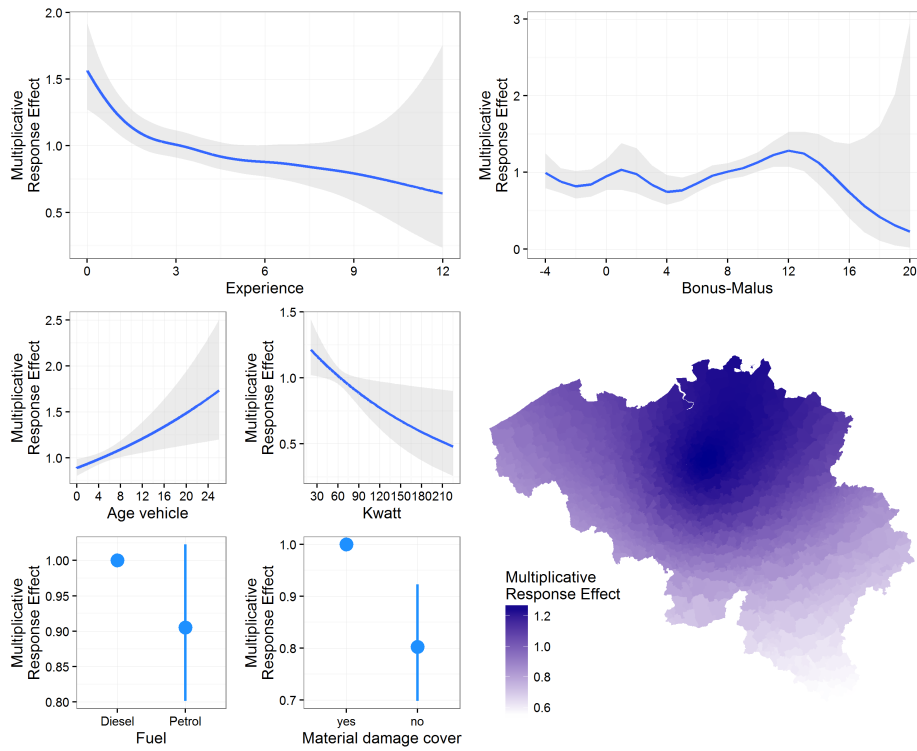 2.0
1.5
1.0
0.5
Multiplicative
Response Effect
0 3 6 9 12
Experience
3
2
1
0
Multiplicative
Response Effect
-4 0 4 8 12 16 20
Bonus-Malus
2.5
2.0
1.5
1.0
Multiplicative
Response Effect
0 4 8 12 16 20 24
Age vehicle
1.5
1.0
0.5
Multiplicative
Response Effect
30 60 90 120 150 180 210
Kwatt
1.00
0.95
0.90
0.85
0.80
Multiplicative
Response Effect
Diesel Petrol
Fuel
1.0
0.9
0.8
0.7
Multiplicative
Response Effect
yes no
Material damage cover
Multiplicative
Response Effect
1.2
1.0
0.8
0.6